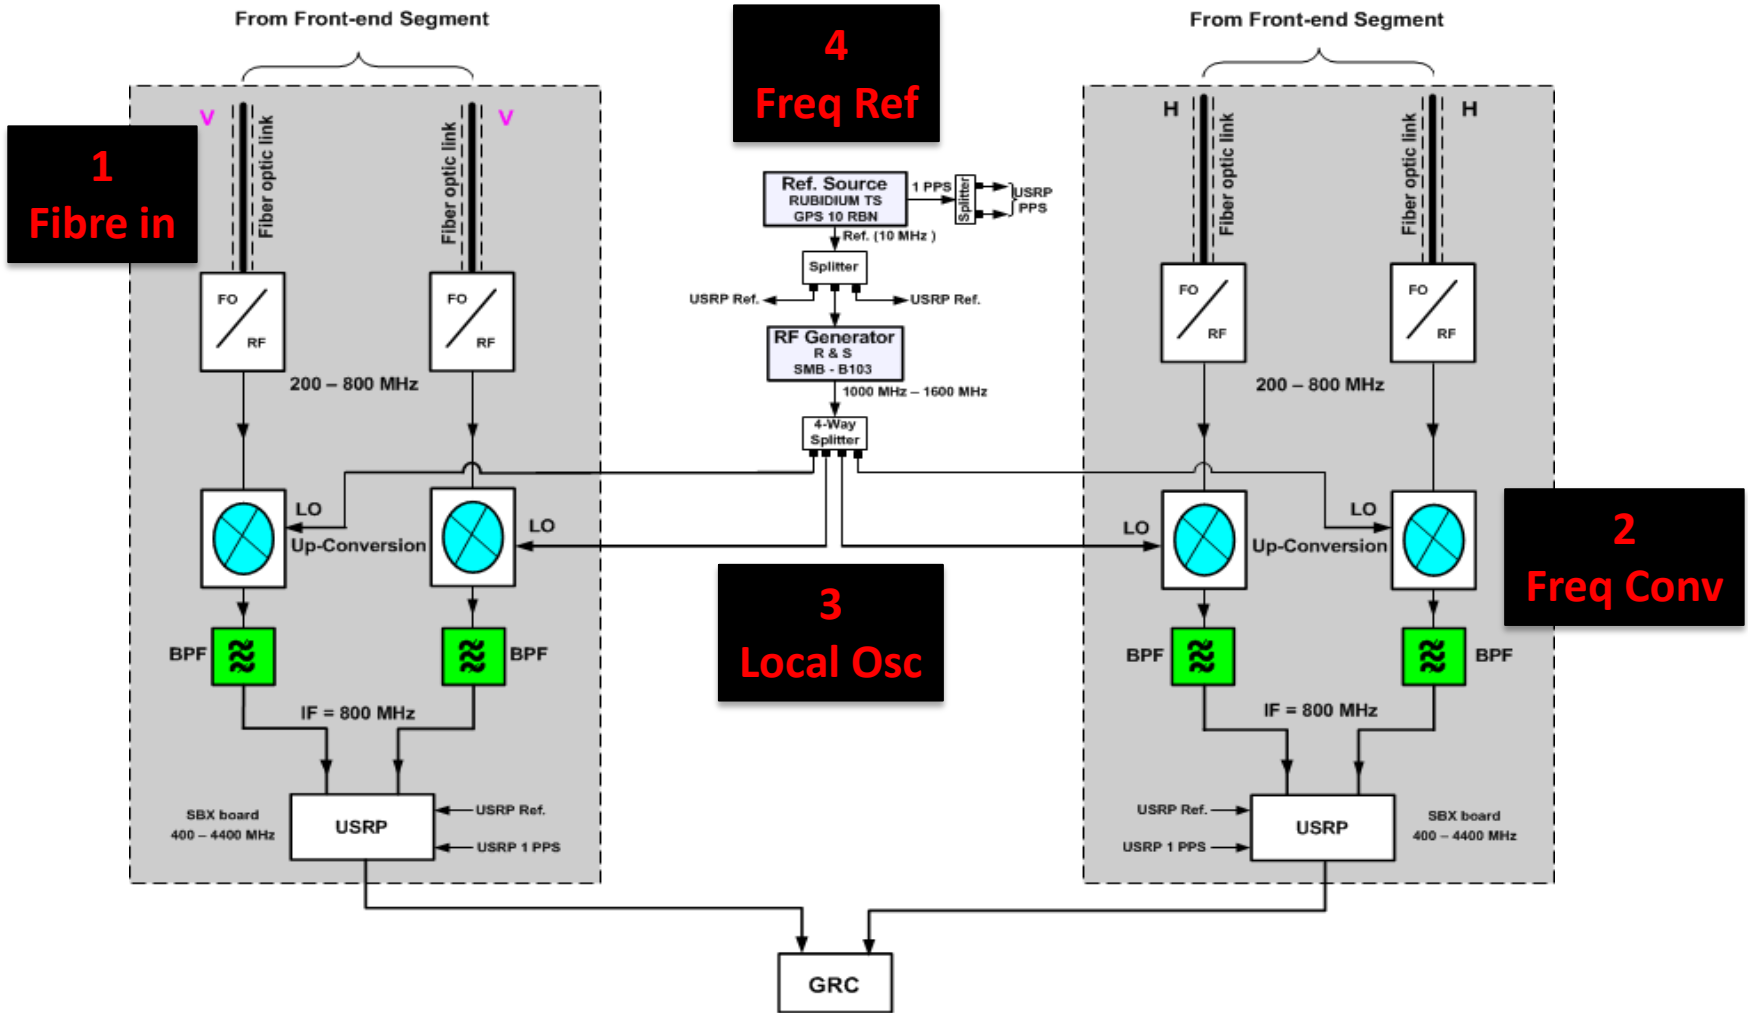 From Front-end Segment
From Front-end Segment
4
Freq Ref
1
Fibre in
V
V
Fiber optic link
Fiber optic link
H
H
Fiber optic link
Fiber optic link
Ref. Source
RUBIDIUM TS
GPS 10 RBN
1 PPS
Splitter
USRP
PPS
Ref. (10 MHz )
Splitter
USRP Ref.
USRP Ref.
RF Generator
R & S
SMB - B103
1000 MHz – 1600 MHz
4-Way
Splitter
FO
RF
FO
RF
FO
RF
FO
RF
200 – 800 MHz
200 – 800 MHz
LO
LO
Up-Conversion
LO
LO
Up-Conversion
2
Freq Conv
3
Local Osc
BPF
BPF
BPF
BPF
IF = 800 MHz
IF = 800 MHz
SBX board
400 – 4400 MHz
USRP
USRP Ref.
USRP 1 PPS
USRP Ref.
USRP 1 PPS
USRP
SBX board
400 – 4400 MHz
GRC